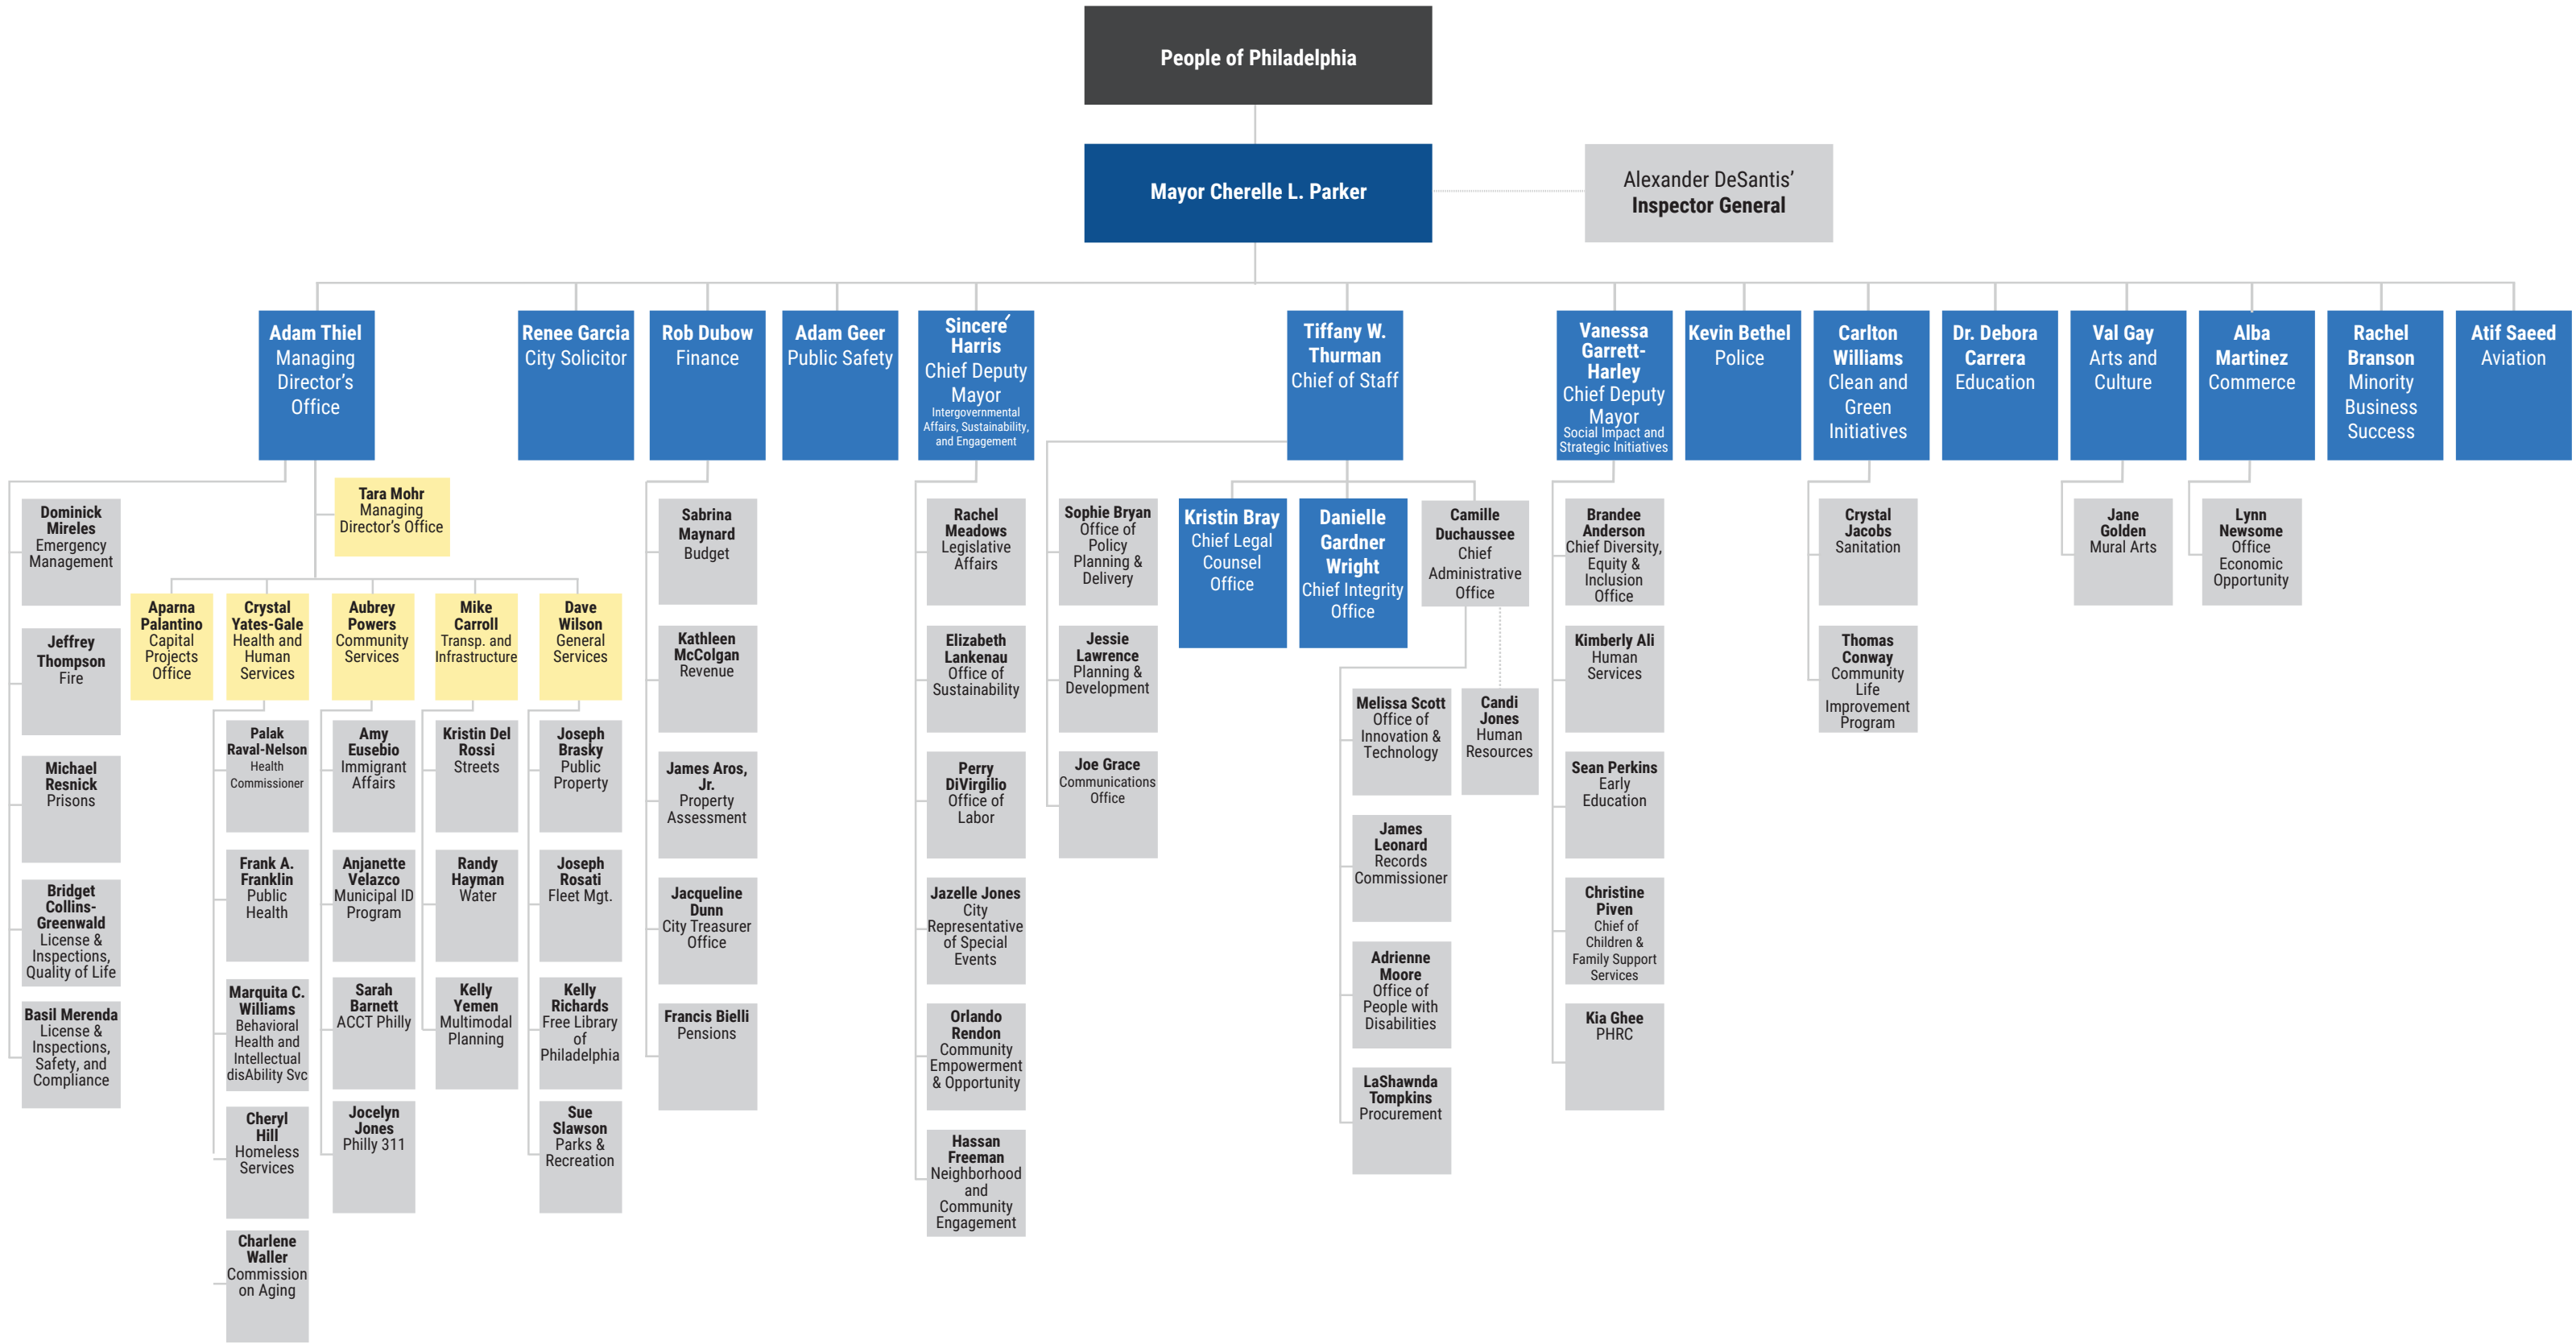 People of Philadelphia
Mayor Cherelle L. Parker
Alexander DeSantis’
Inspector General
Adam Thiel
Managing
Director’s
Office
Renee Garcia
City Solicitor
Rob Dubow
Finance
Adam Geer
Public Safety
Sinceré
Harris
Chief Deputy
Mayor
Intergovernmental
Affairs, Sustainability,
and Engagement
Tiffany W.
Thurman
Chief of Staff
Vanessa
Garrett-
Harley
Chief Deputy
Mayor
Social Impact and
Strategic Initiatives
Kevin Bethel
Police
Carlton
Williams
Clean and
Green
Initiatives
Dr. Debora
Carrera
Education
Val Gay
Arts and
Culture
Alba
Martinez
Commerce
Rachel
Branson
Minority
Business
Success
Atif Saeed
Aviation
Tara Mohr
Managing
Director’s Office
Dominick
Mireles
Emergency
Management
Jeffrey
Thompson
Fire
Michael
Resnick
Prisons
Bridget
Collins-
Greenwald
License &
Inspections,
Quality of Life
Basil Merenda
License &
Inspections,
Safety, and
Compliance
Aparna
Palantino
Capital
Projects
Office
Crystal
Yates-Gale
Health and
Human
Services
Aubrey
Powers
Community
Services
Mike
Carroll
Transp. and
Infrastructure
Dave
Wilson
General
Services
Palak
Raval-Nelson
Health
Commissioner
Frank A.
Franklin
Public
Health
Marquita C.
Williams
Behavioral
Health and
Intellectual
disAbility Svc
Cheryl
Hill
Homeless
Services
Charlene
Waller
Commission
on Aging
Amy
Eusebio
Immigrant
Affairs
Anjanette
Velazco
Municipal ID
Program
Sarah
Barnett
ACCT Philly
Jocelyn
Jones
Philly 311
Kristin Del
Rossi
Streets
Randy
Hayman
Water
Kelly
Yemen
Multimodal
Planning
Joseph
Brasky
Public
Property
Joseph
Rosati
Fleet Mgt.
Kelly
Richards
Free Library
of
Philadelphia
Sue
Slawson
Parks &
Recreation
Sabrina
Maynard
Budget
Kathleen
McColgan
Revenue
James Aros,
Jr.
Property
Assessment
Jacqueline
Dunn
City Treasurer
Office
Francis Bielli
Pensions
Rachel
Meadows
Legislative
Affairs
Elizabeth
Lankenau
Office of
Sustainability
Perry
DiVirgilio
Office of
Labor
Jazelle Jones
City
Representative
of Special
Events
Orlando
Rendon
Community
Empowerment
& Opportunity
Hassan
Freeman
Neighborhood
and
Community
Engagement
Sophie Bryan
Office of
Policy
Planning &
Delivery
Jessie
Lawrence
Planning &
Development
Joe Grace
Communications
Office
Kristin Bray
Chief Legal
Counsel
Office
Danielle
Gardner
Wright
Chief Integrity
Office
Camille
Duchaussee
Chief
Administrative
Office
Melissa Scott
Office of
Innovation &
Technology
Candi
Jones
Human
Resources
James
Leonard
Records
Commissioner
Adrienne
Moore
Office of
People with
Disabilities
LaShawnda
Tompkins
Procurement
Brandee
Anderson
Chief Diversity,
Equity &
Inclusion
Office
Kimberly Ali
Human
Services
Sean Perkins
Early
Education
Christine
Piven
Chief of
Children &
Family Support
Services
Kia Ghee
PHRC
Crystal
Jacobs
Sanitation
Thomas
Conway
Community
Life
Improvement
Program
Jane
Golden
Mural Arts
Lynn
Newsome
Office
Economic
Opportunity